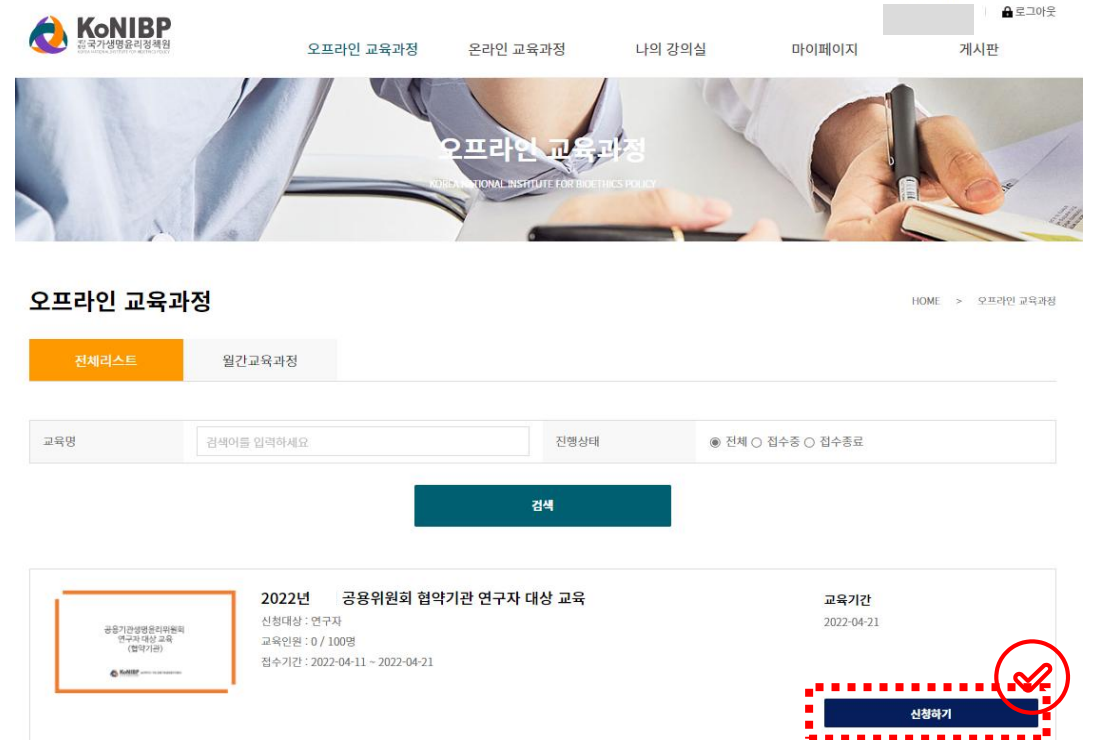 로그아웃
KoNIBP
국가생명윤리정책원
오프라인 교육과정 온라인 교육과정 나의 강의실 마이페이지 게시판
오프라인 교육과정
KOREA NATIONAL INSTITUTE FOR BIOETHICS POLICY
오프라인 교육과정
HOME > 오프라인 교육과정
전체리스트 월간교육과정
교육명 검색어를 입력하세요 진행상태 전체 접수중 접수종료
검색
공용기관생명윤리위원회
연구자 대상 교육
(협약기관)
KoNIBP
2022년 공용위원회 협약기관 연구자 대상 교육
신청대상 : 연구자
교육인원 : 0 / 100명
접수기간 : 2022-04-11 ~ 2022-04-21
교육기간
2022-04-21
신청하기